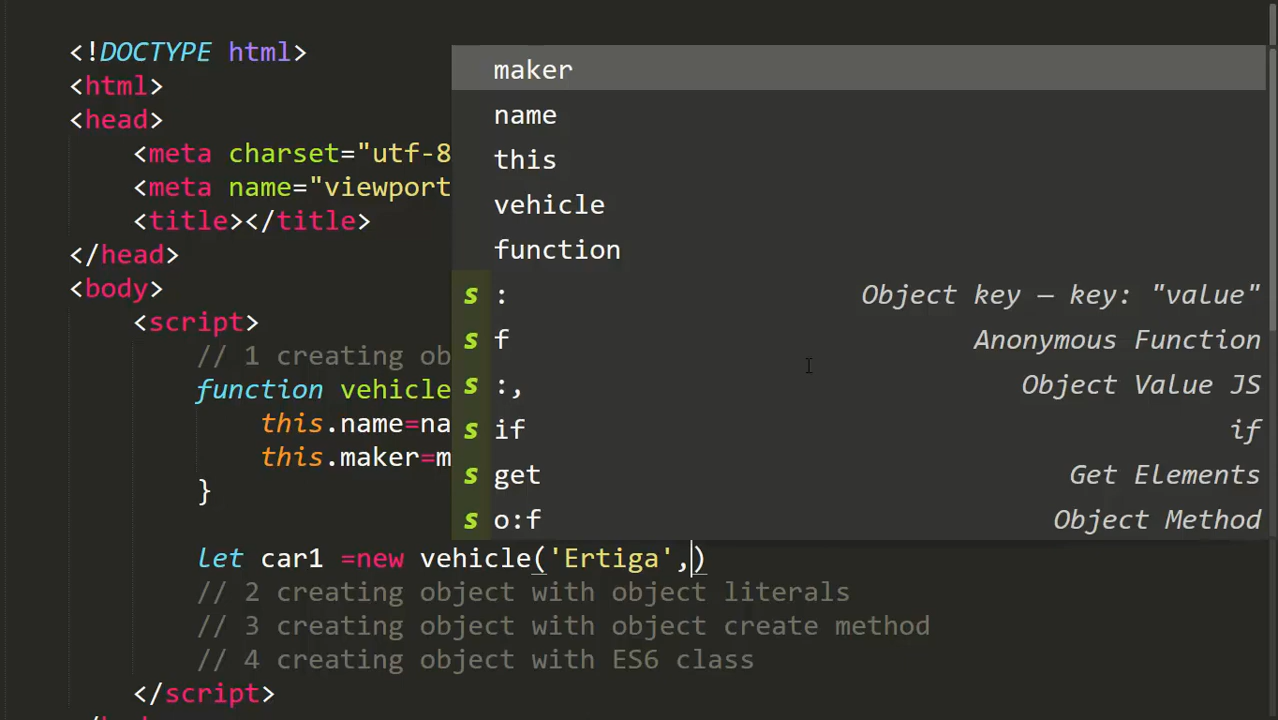 <!DOCTYPE html>
<html>
<head>
<meta charset="utf-8
<meta name="viewport
<title></title>
</head>
<body>
<script>
// 1 creating ob
function vehicle
this.name=na
this.maker=m
}
maker
name
this
vehicle
function
s : Object key – key: "value"
s f Anonymous Function
s :, Object Value JS
s if if
s get Get Elements
s o:f Object Method
let car1 =new vehicle('Ertiga',)
// 2 creating object with object literals
// 3 creating object with object create method
// 4 creating object with ES6 class
</script>